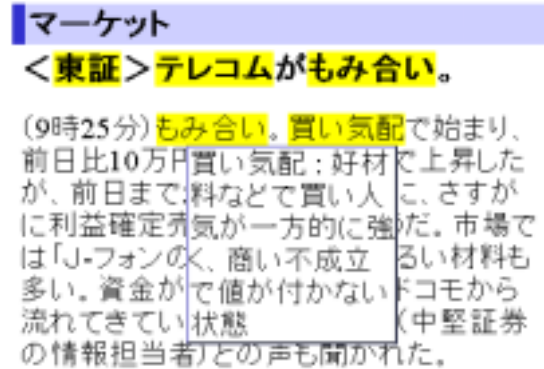 マーケット
＜東証＞テレコムがもみ合い。
(9時25分)もみ合い。買い気配で始まり、
前日比10万円 で上昇した
が、前日まで に、さすが
に利益確定売 だ。市場で
は「J-フォンの るい材料も
多い。資金が ドコモから
流れてきてい (中堅証券
の情報担当者)との声も聞かれた。
買い気配：好材
料などで買い人
気が一方的に強
く、商い不成立
で値が付かない
状態